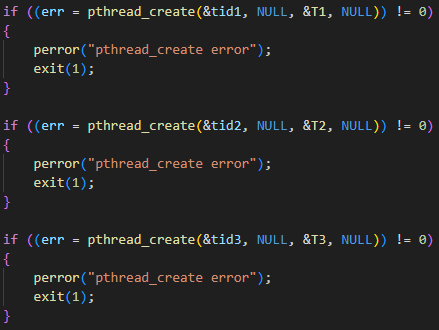 if ((err = pthread_create(&tid1, NULL, &T1, NULL)) != 0)
{
    perror("pthread_create error");
    exit(1);
}

if ((err = pthread_create(&tid2, NULL, &T2, NULL)) != 0)
{
    perror("pthread_create error");
    exit(1);
}

if ((err = pthread_create(&tid3, NULL, &T3, NULL)) != 0)
{
    perror("pthread_create error");
    exit(1);
}